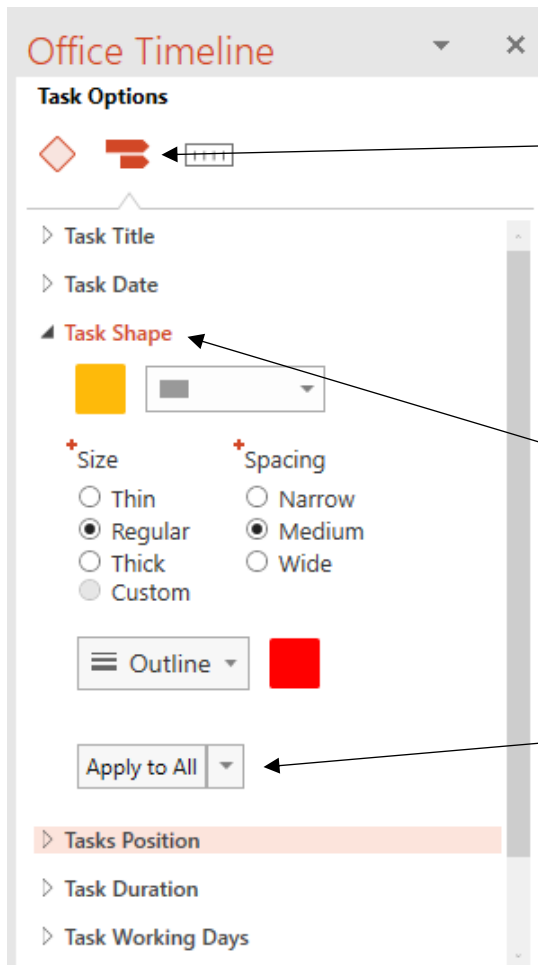 Office Timeline
Task Options
Task Title
Task Date
Task Shape
Size Spacing
Thin Narrow
Regular Medium
Thick Wide
Custom
Outline
Apply to All
Tasks Position
Task Duration
Task Working Days